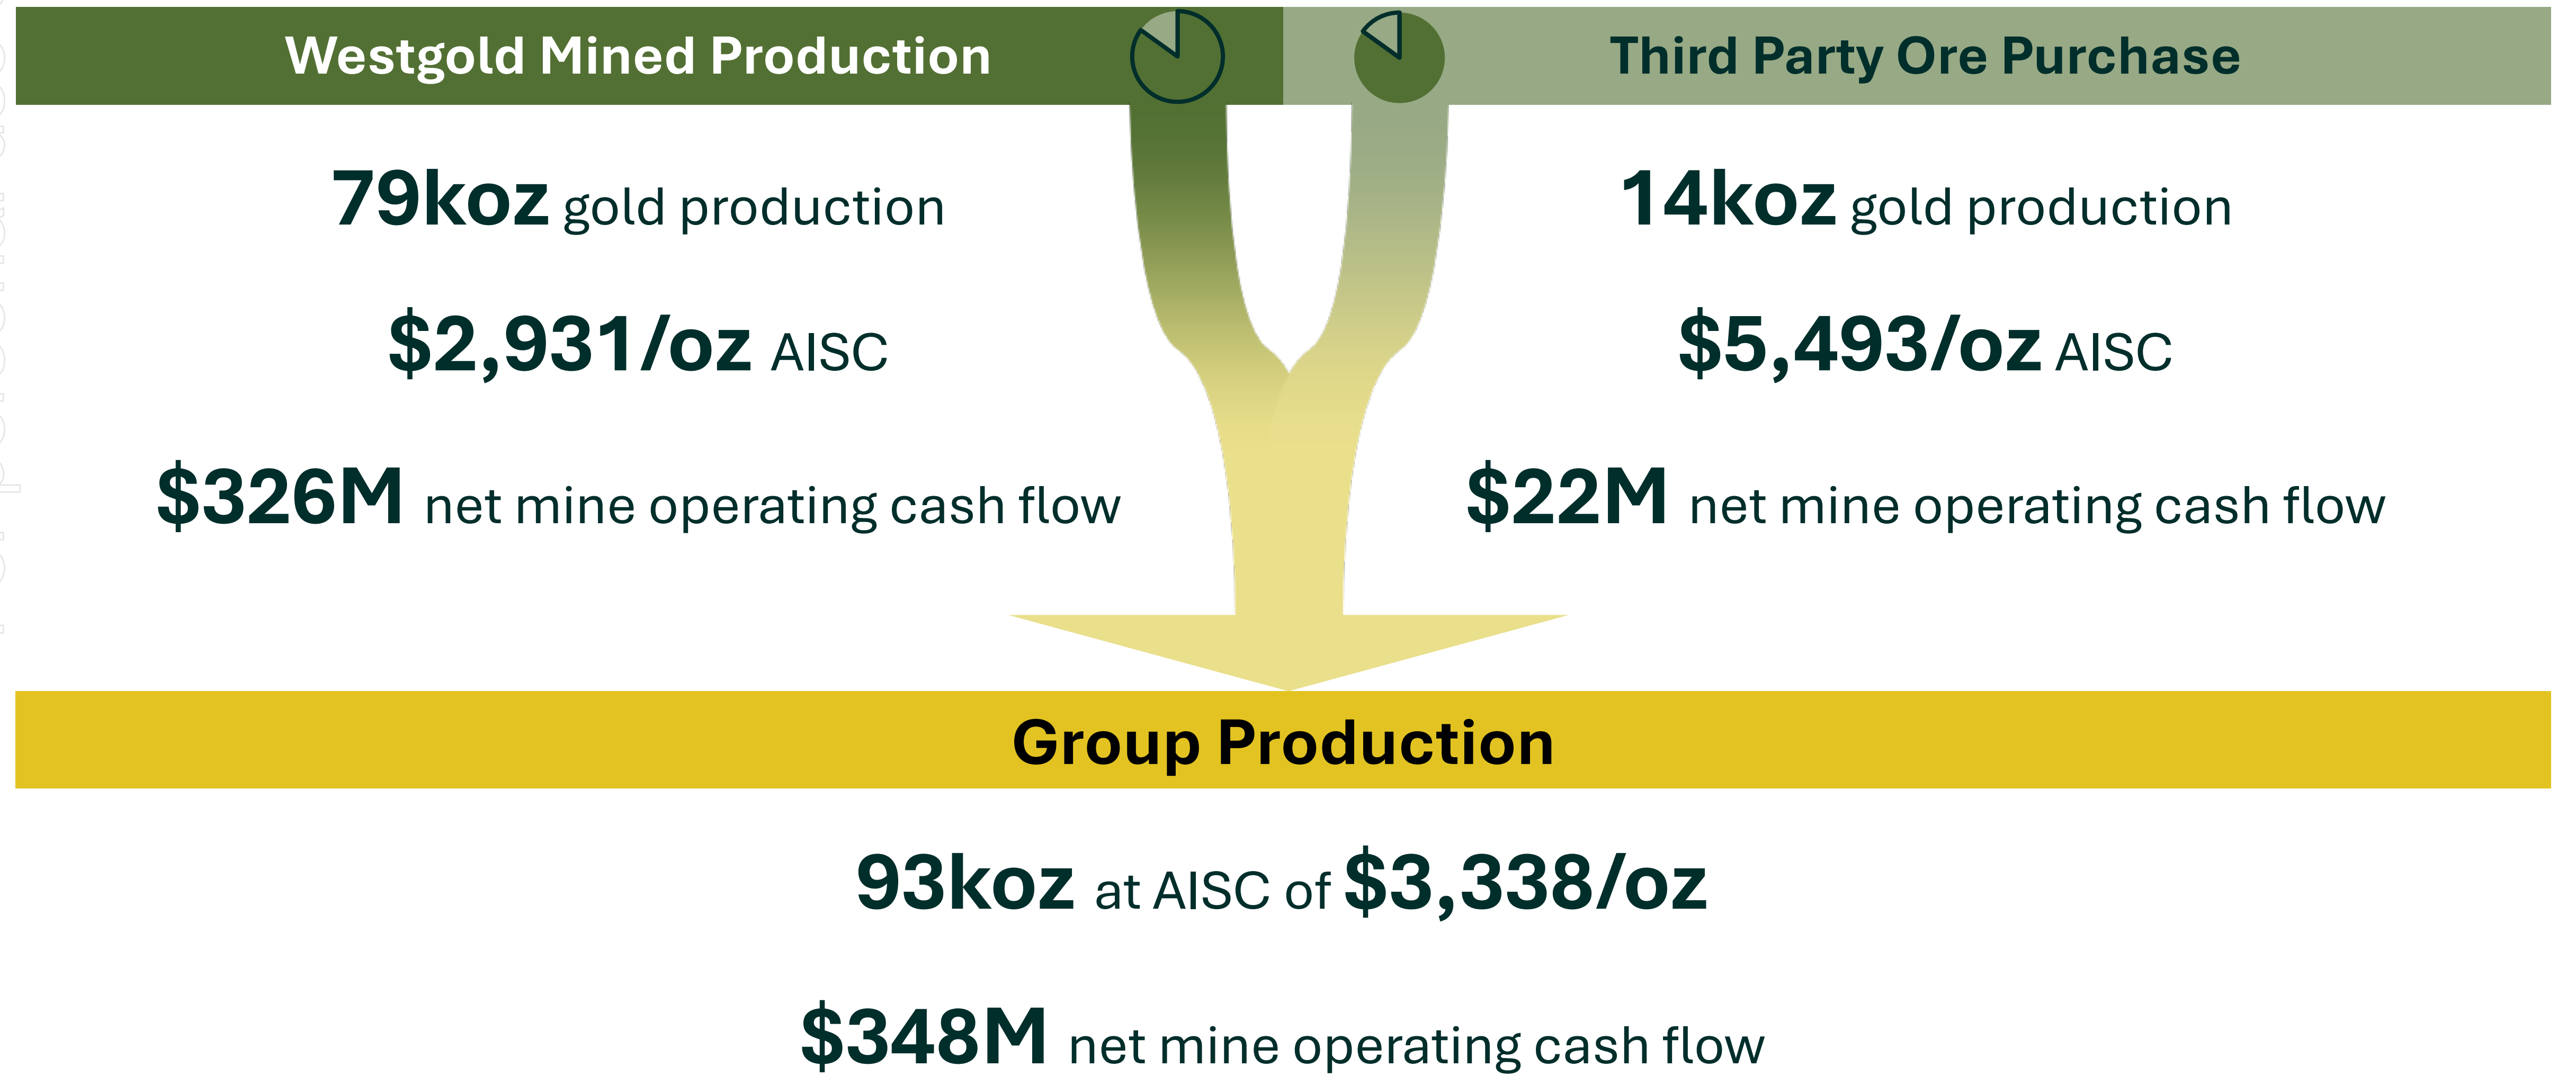 Westgold Mined Production
Third Party Ore Purchase
79koz gold production
14koz gold production
$2,931/oz AISC
$5,493/oz AISC
$326M net mine operating cash flow
$22M net mine operating cash flow
Group Production
93koz at AISC of $3,338/oz
$348M net mine operating cash flow